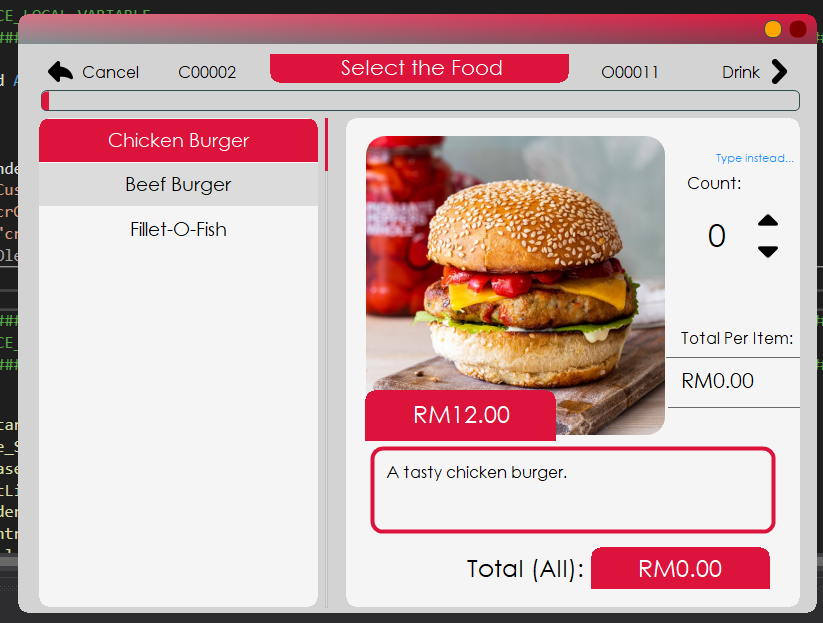 CE_LOCAL_VARIABLE
Cancel
C00002
Select the Food
O00011
Drink
Chicken Burger
Beef Burger
Fillet-O-Fish
Type instead...
Count:
0
Total Per Item:
RM0.00
RM12.00
A tasty chicken burger.
Total (All):
RM0.00